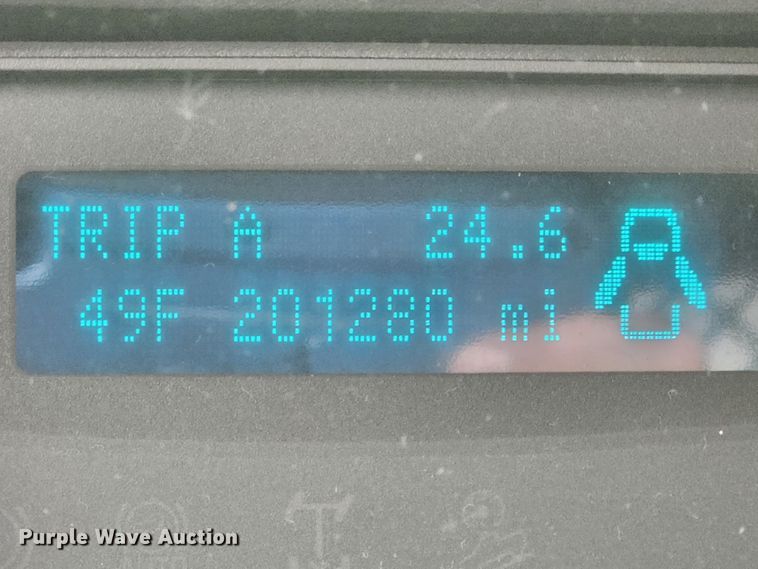 TRIP A 24.6
49F 201280 mi
Purple Wave Auction